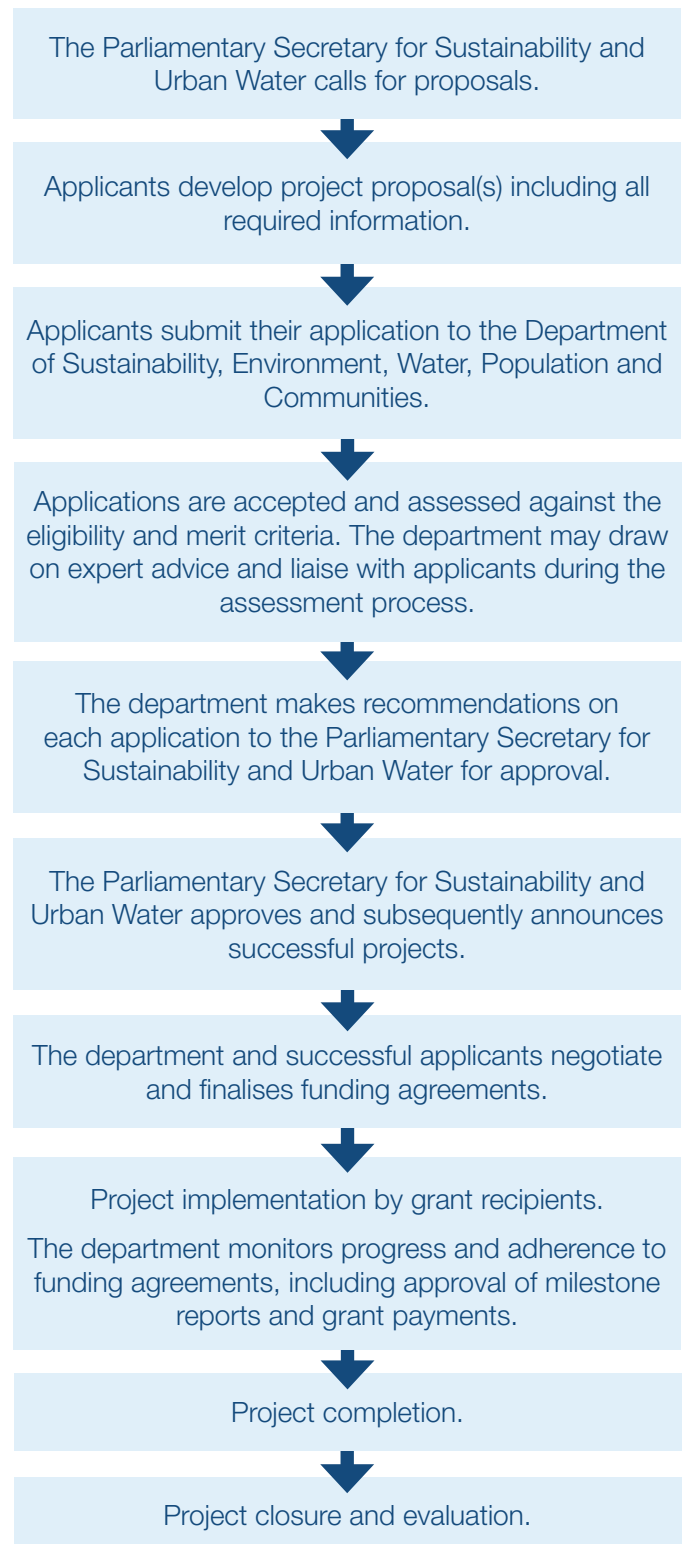 The Parliamentary Secretary for Sustainability and
Urban Water calls for proposals.
Applicants develop project proposal(s) including all
required information.
Applicants submit their application to the Department
of Sustainability, Environment, Water, Population and
Communities.
Applications are accepted and assessed against the
eligibility and merit criteria. The department may draw
on expert advice and liaise with applicants during the
assessment process.
The department makes recommendations on
each application to the Parliamentary Secretary for
Sustainability and Urban Water for approval.
The Parliamentary Secretary for Sustainability and
Urban Water approves and subsequently announces
successful projects.
The department and successful applicants negotiate
and finalises funding agreements.
Project implementation by grant recipients.
The department monitors progress and adherence to
funding agreements, including approval of milestone
reports and grant payments.
Project completion.
Project closure and evaluation.